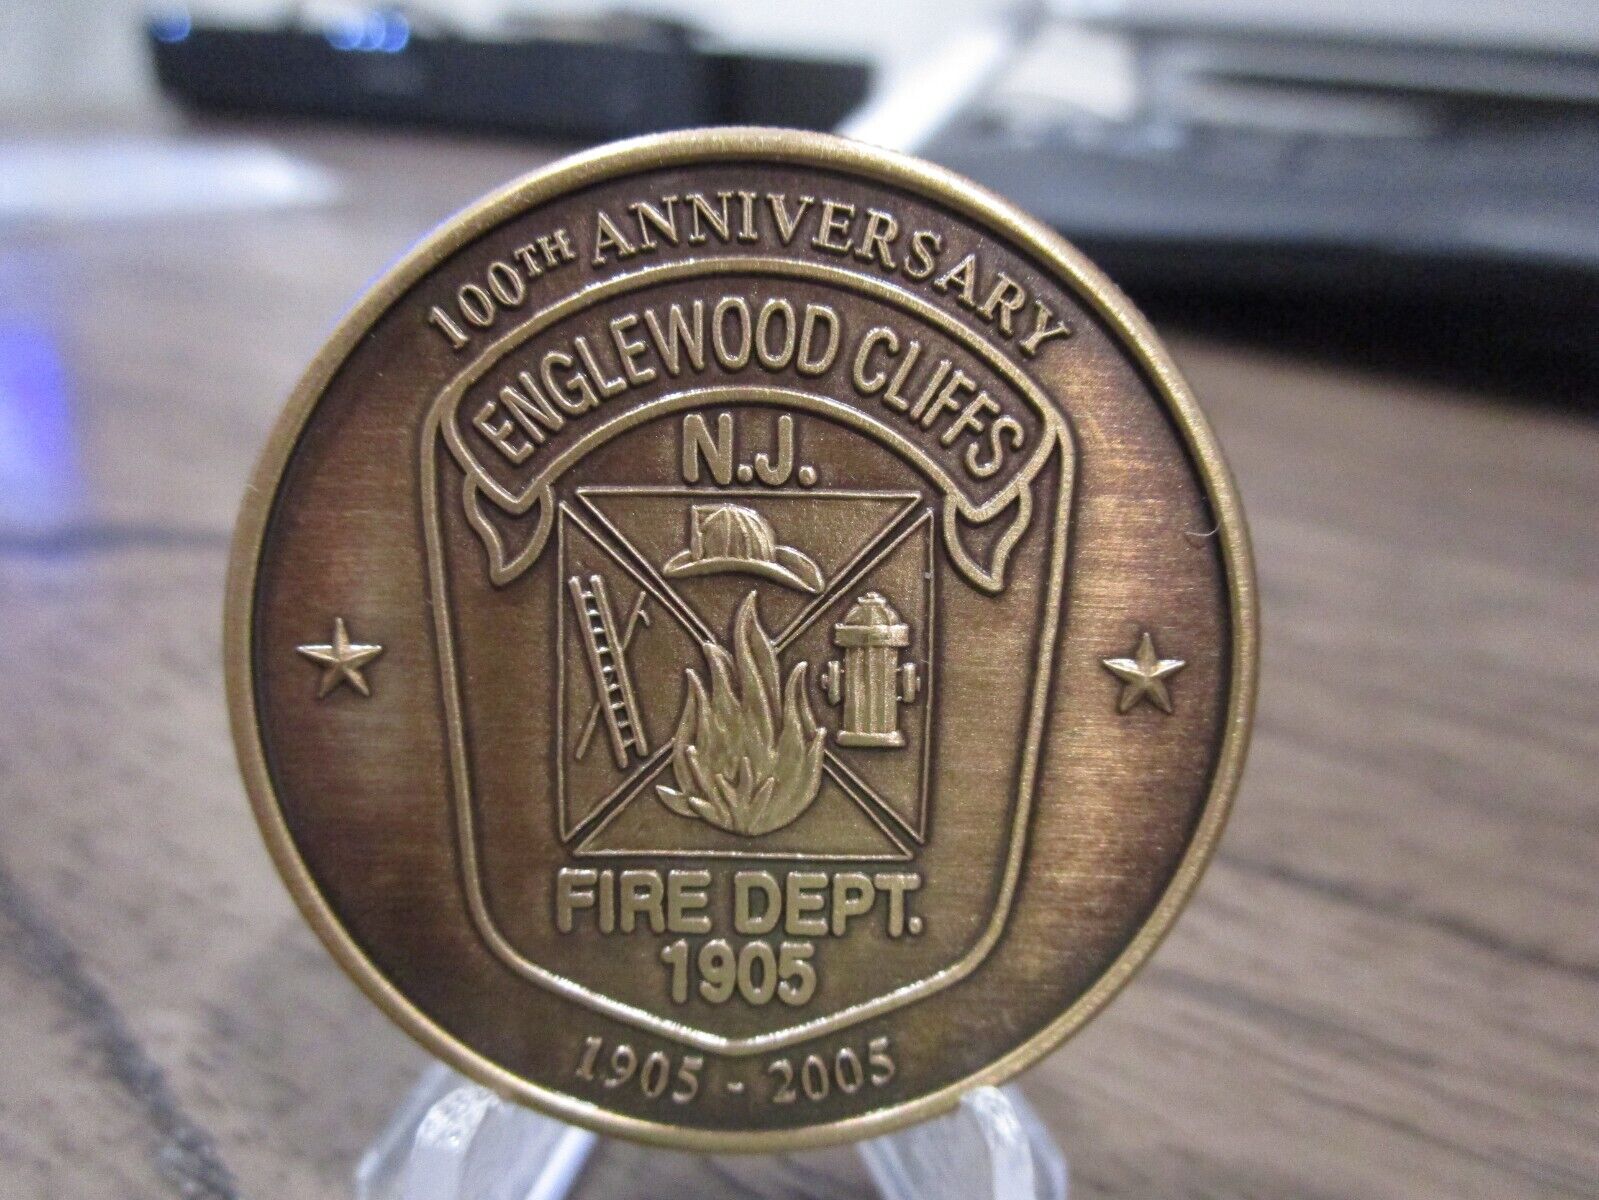 100TH ANNIVERSARY
ENGLEWOOD CLIFFS
N.J.
FIRE DEPT.
1905
1905 - 2005